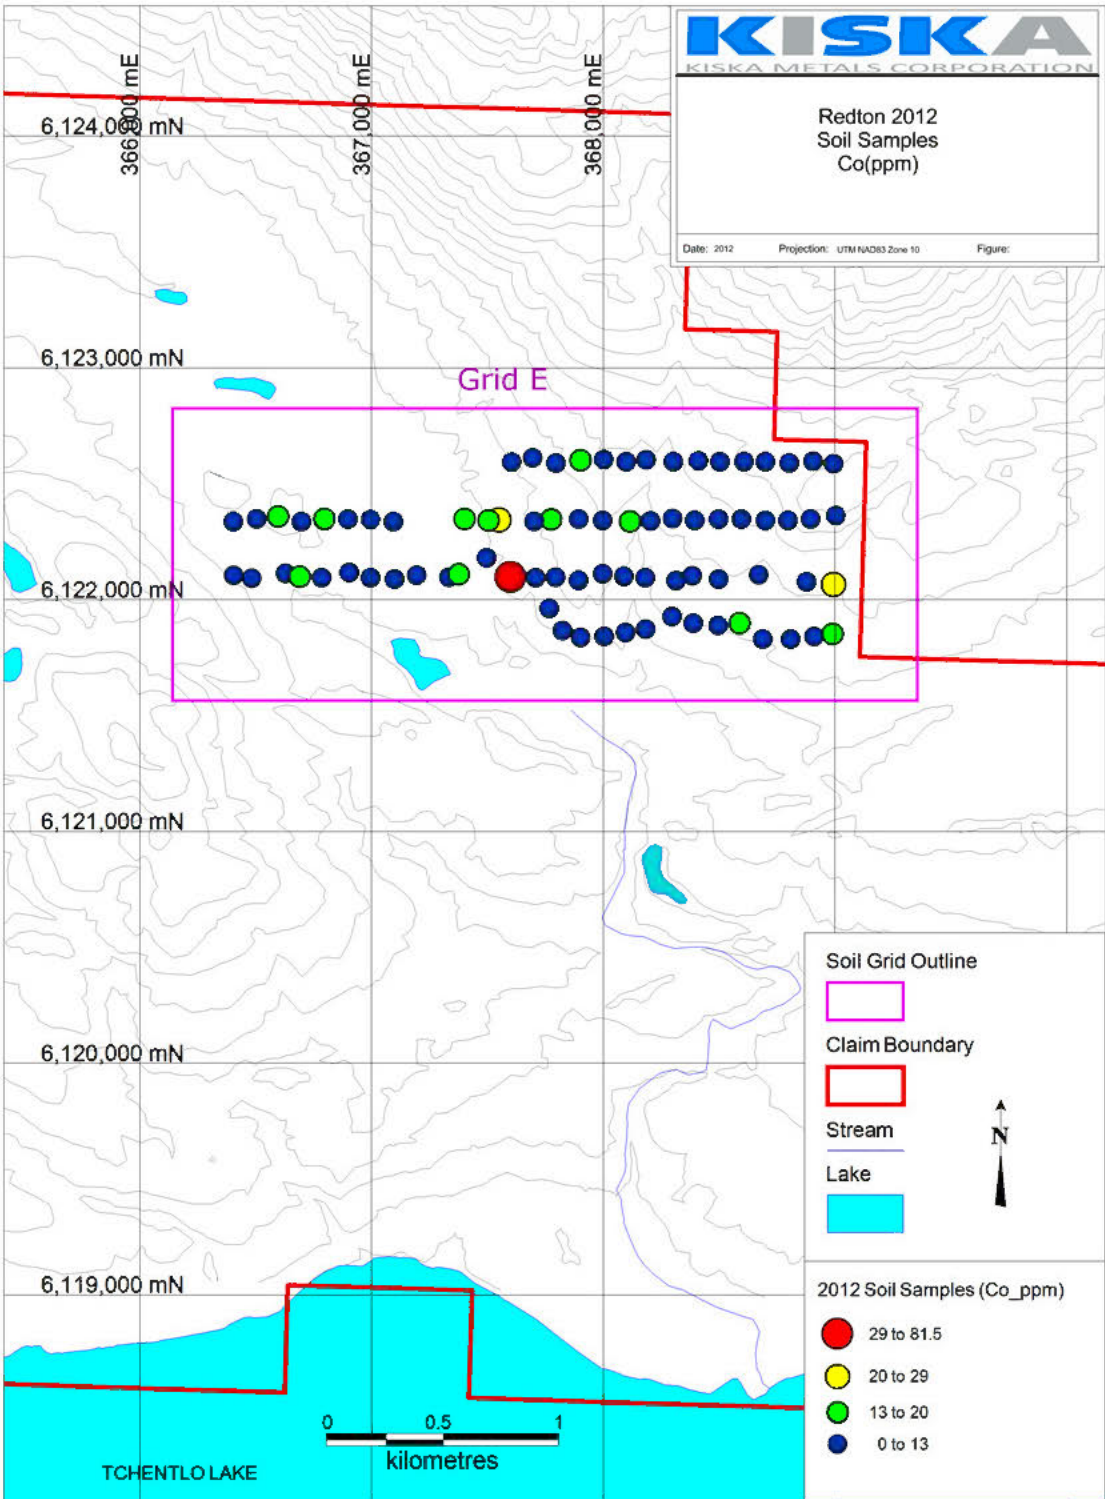 KISKA
KISKA METALS CORPORATION
Redton 2012
Soil Samples
Co(ppm)
Date: 2012 Projection: UTM NAD83 Zone 10 Figure:
366,000 mE
367,000 mE
368,000 mE
6,124,000 mN
6,123,000 mN
Grid E
6,122,000 mN
6,121,000 mN
6,120,000 mN
6,119,000 mN
Soil Grid Outline
Claim Boundary
Stream
Lake
N
2012 Soil Samples (Co_ppm)
29 to 81.5
20 to 29
13 to 20
0 to 13
0 0.5 1
kilometres
TCHENTLO LAKE